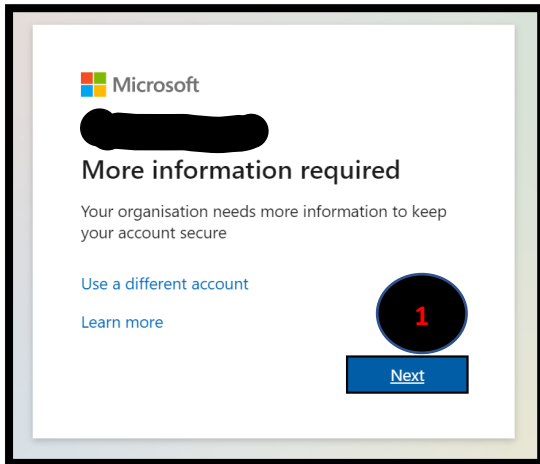 Microsoft
More information required
Your organisation needs more information to keep
your account secure
Use a different account
Learn more
1
Next